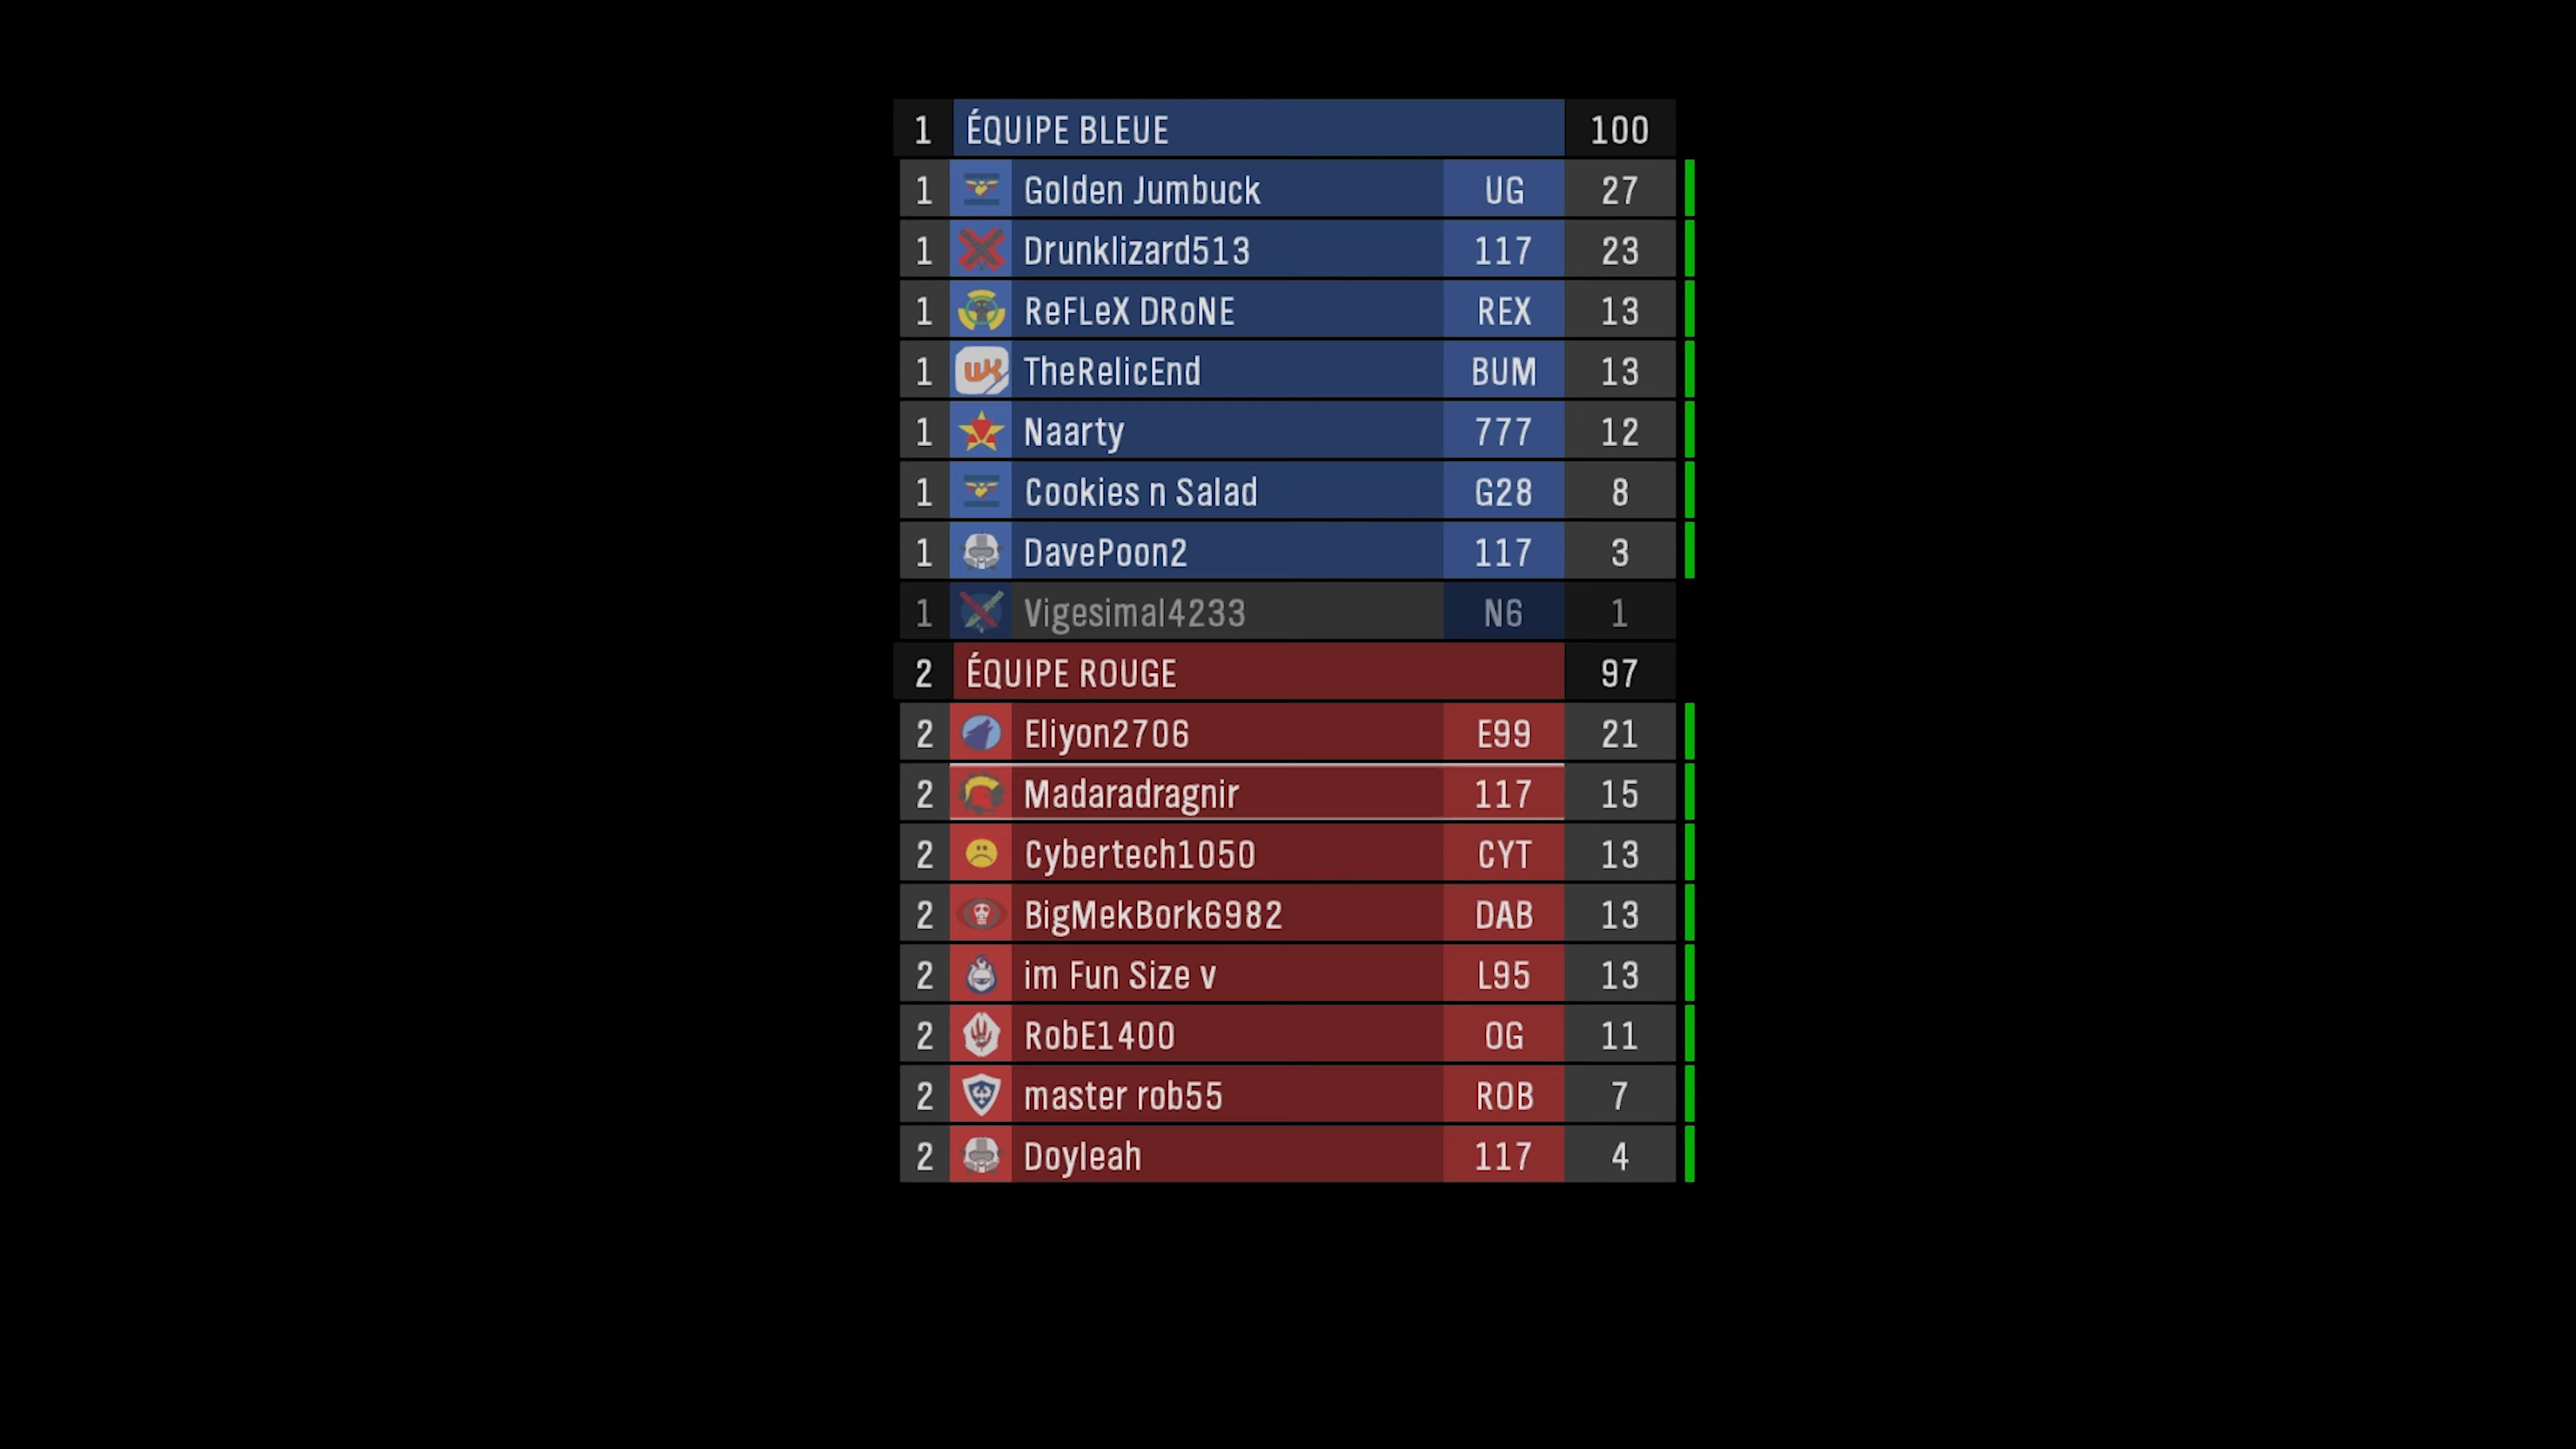 1 ÉQUIPE BLEUE 100
1 Golden Jumbuck UG 27
1 Drunklizard513 117 23
1 ReFLeX DRoNE REX 13
1 TheRelicEnd BUM 13
1 Naarty 777 12
1 Cookies n Salad G28 8
1 DavePoon2 117 3
1 Vigesimal4233 N6 1
2 ÉQUIPE ROUGE 97
2 Eliyon2706 E99 21
2 Madaradragnir 117 15
2 Cybertech1050 CYT 13
2 BigMekBork6982 DAB 13
2 im Fun Size v L95 13
2 RobE1400 OG 11
2 master rob55 ROB 7
2 Doyleah 117 4